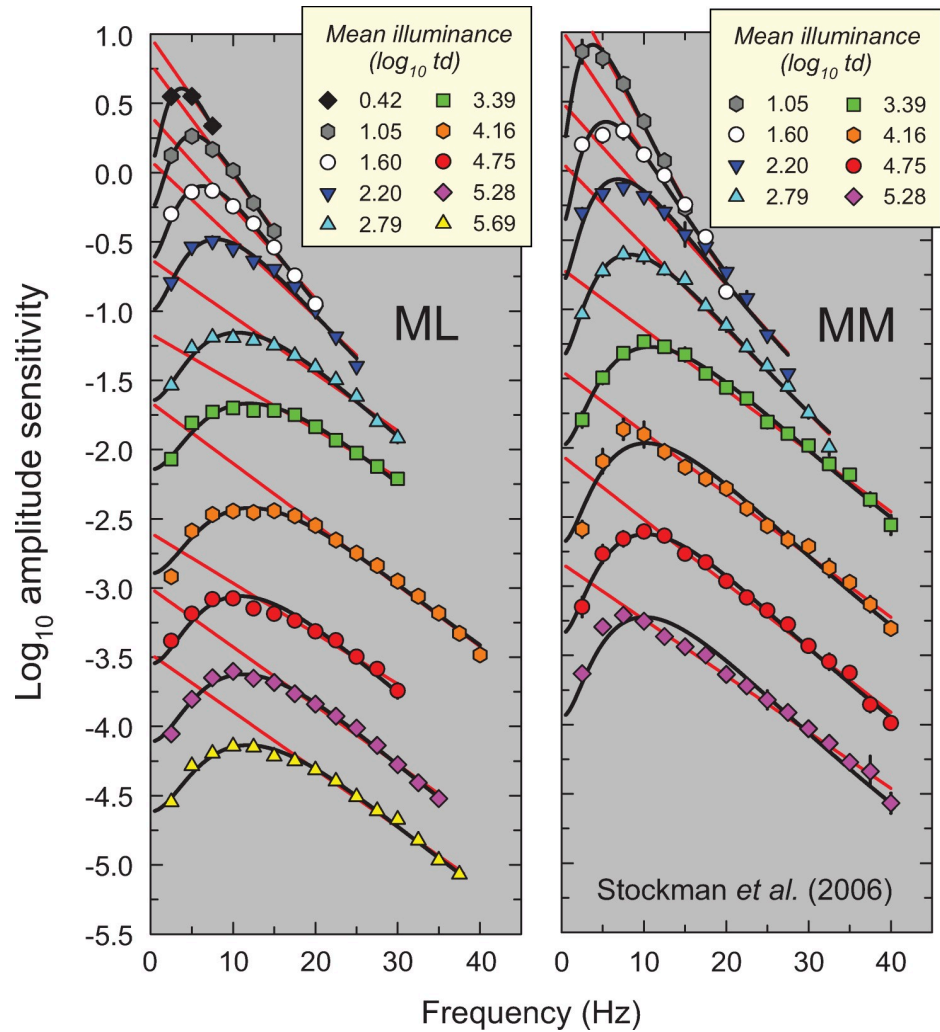 Mean illuminance
(log10 td)
0.42 3.39
1.05 4.16
1.60 4.75
2.20 5.28
2.79 5.69
Mean illuminance
(log10 td)
1.05 3.39
1.60 4.16
2.20 4.75
2.79 5.28
ML
MM
Stockman et al. (2006)
Log10 amplitude sensitivity
1.0
0.5
0.0
-0.5
-1.0
-1.5
-2.0
-2.5
-3.0
-3.5
-4.0
-4.5
-5.0
-5.5
0 10 20 30 40 0 10 20 30 40
Frequency (Hz)